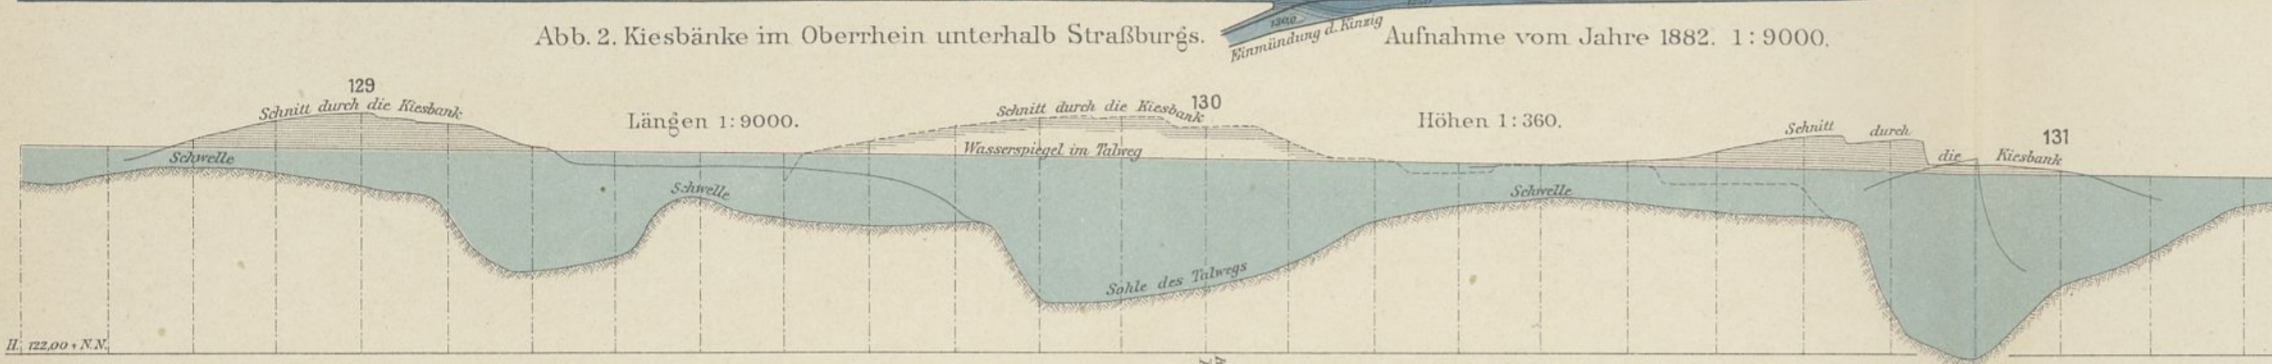 130,0
Einmündung d. Kinzig
Abb. 2. Kiesbänke im Oberrhein unterhalb Straßburgs. Aufnahme vom Jahre 1882. 1:9000.
129
Schnitt durch die Kiesbank
Längen 1:9000.
Schnitt durch die Kiesbank
130
Höhen 1:360.
Schnitt durch die Kiesbank
131
Wasserspiegel im Talweg
Schwelle
Schwelle
Schwelle
Sohle des Talwegs
H. 122,00 + N.N.